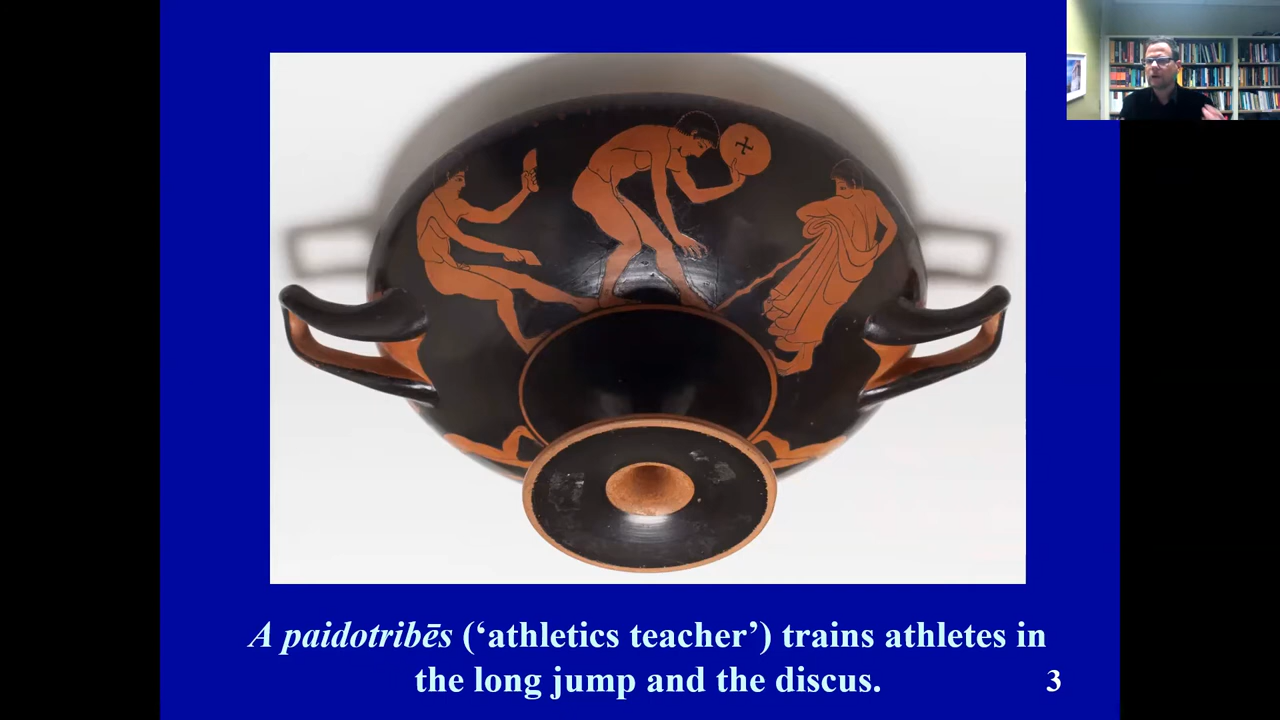 A paidotribēs (‘athletics teacher’) trains athletes in
the long jump and the discus.
3